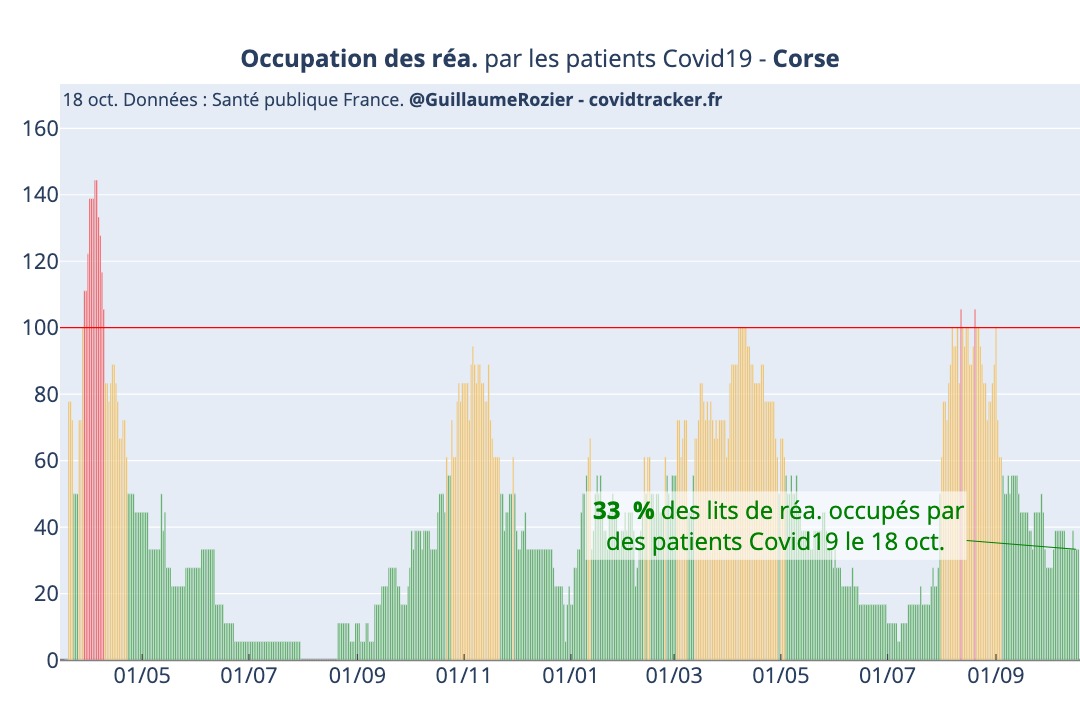 Occupation des réa. par les patients Covid19 - Corse
18 oct. Données : Santé publique France. @GuillaumeRozier - covidtracker.fr
160
140
120
100
80
60
40
20
0
33 % des lits de réa. occupés par
des patients Covid19 le 18 oct.
01/05 01/07 01/09 01/11 01/01 01/03 01/05 01/07 01/09